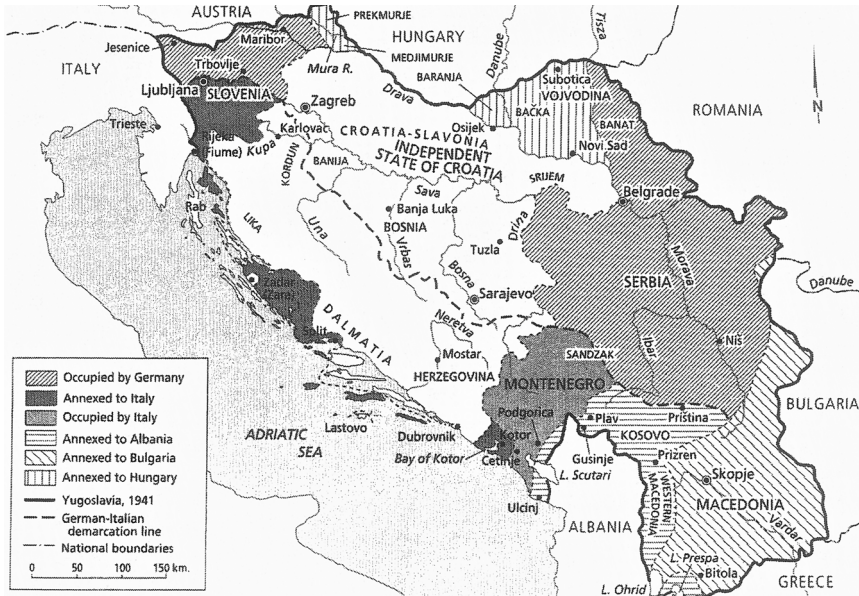 AUSTRIA
PREKMURJE
HUNGARY
MEDJIMURJE
Jesenice
Maribor
Tisza
Danube
ITALY
Trbovlje
Mura R.
BARANJA
Subotica
Ljubljana
SLOVENIA
Drava
VOJVODINA
Zagreb
BAČKA
ROMANIA
N
Trieste
Karlovac
Osijek
BANAT
Rijeka
(Fiume)
Kupa
CROATIA-SLAVONIA
INDEPENDENT
STATE OF CROATIA
Novi Sad
KORDUN
BANIJA
SRIJEM
Sava
Belgrade
Rab
LIKA
Una
Banja Luka
BOSNIA
Vrbas
Drina
Tuzla
Morava
Bosna
SERBIA
Danube
Zadar
(Zara)
Sarajevo
Split
DALMATIA
Neretva
Ibar
Niš
Mostar
SANDZAK
HERZEGOVINA
MONTENEGRO
Occupied by Germany
Annexed to Italy
Occupied by Italy
Annexed to Albania
Annexed to Bulgaria
Annexed to Hungary
Yugoslavia, 1941
German-Italian
demarcation line
National boundaries
0 50 100 150 km.
ADRIATIC
SEA
Lastovo
Dubrovnik
Podgorica
Plav
Priština
BULGARIA
Kotor
KOSOVO
Bay of Kotor
Cetinje
Gusinje
Prizren
L. Scutari
Skopje
Ulcinj
WESTERN
MACEDONIA
MACEDONIA
ALBANIA
Vardar
L. Prespa
Bitola
L. Ohrid
GREECE